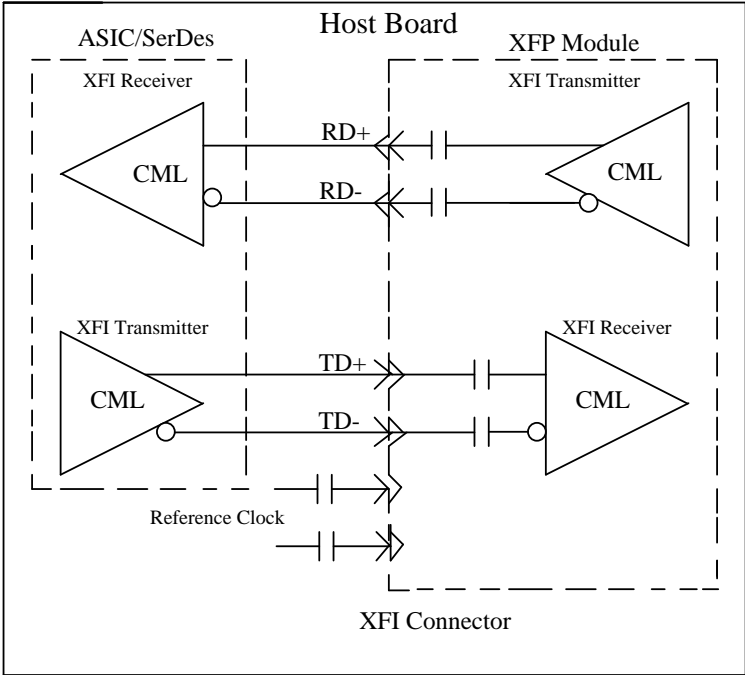 Host Board
ASIC/SerDes
XFP Module
XFI Receiver
XFI Transmitter
RD+
CML
CML
RD-
XFI Transmitter
XFI Receiver
TD+
CML
CML
TD-
Reference Clock
XFI Connector